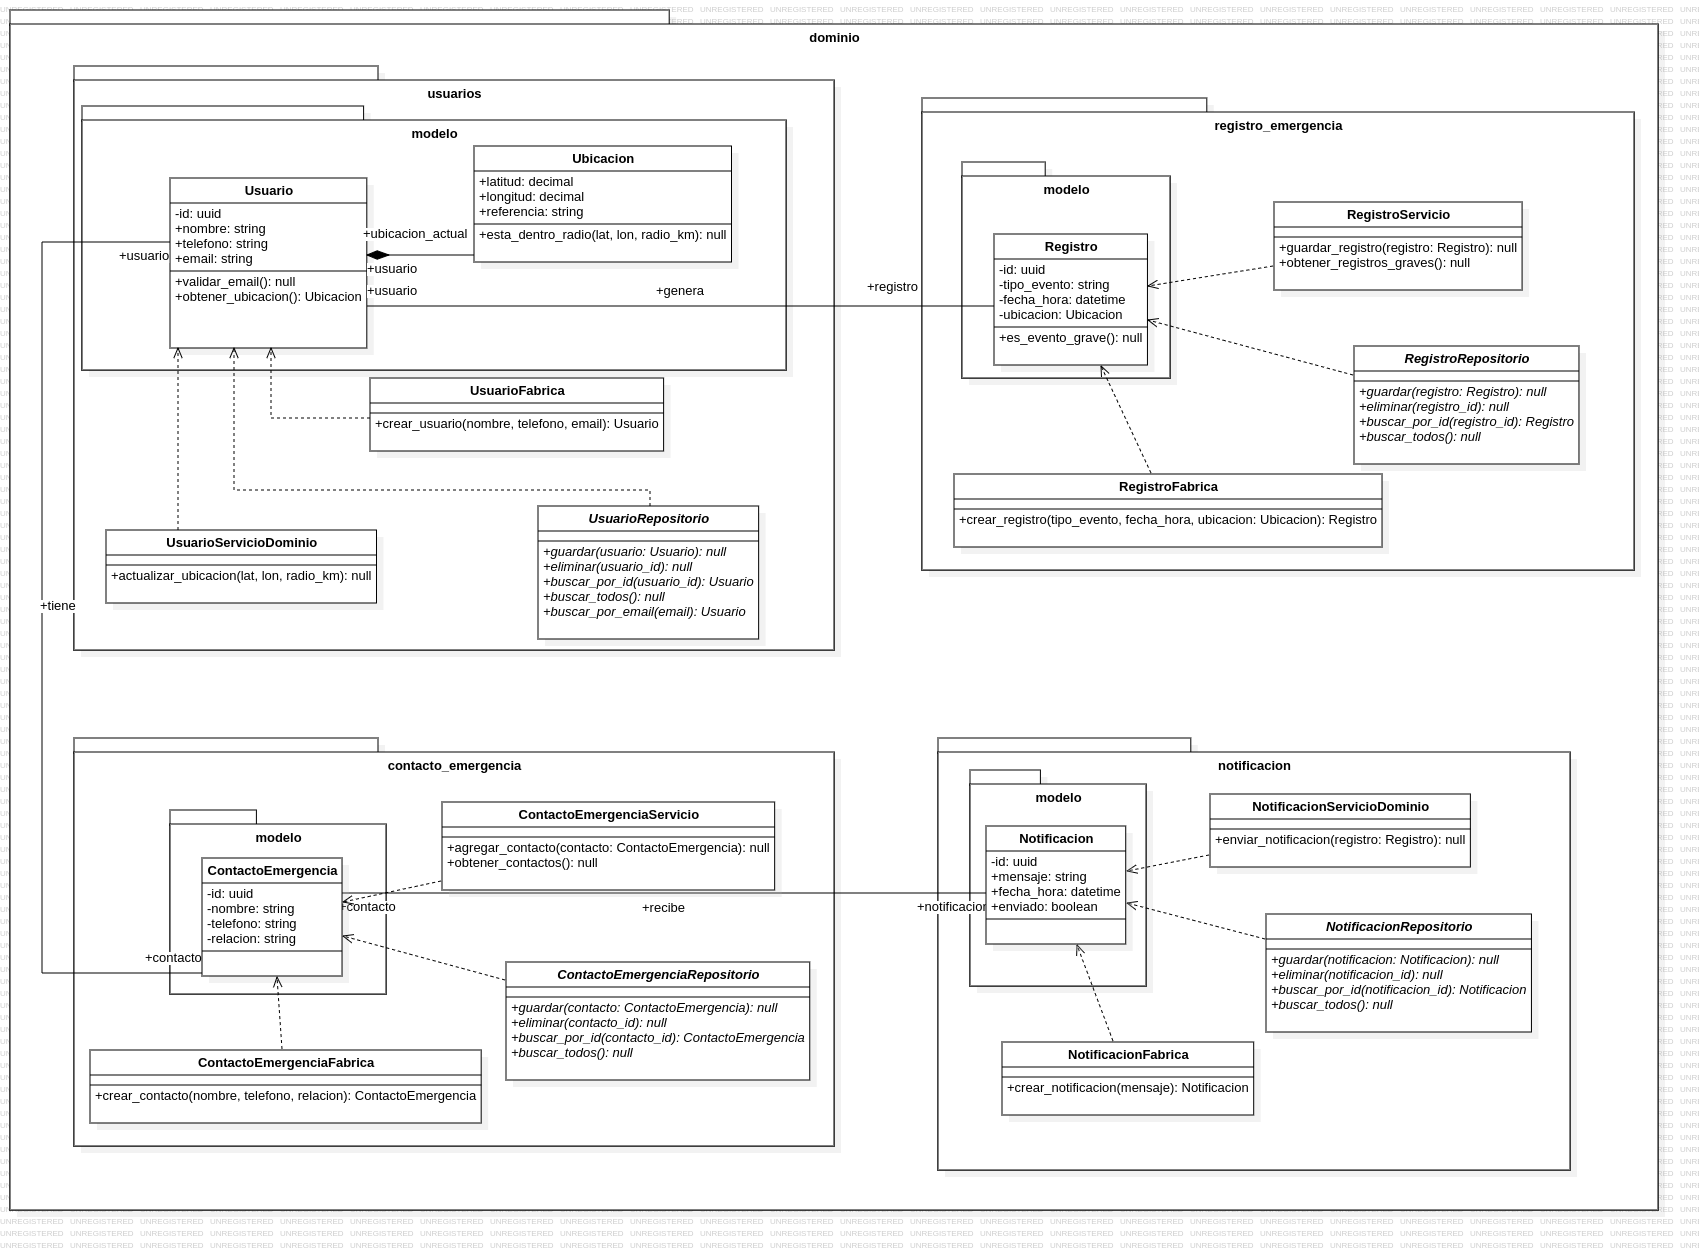 dominio
usuarios
modelo
Usuario
-id: uuid
+nombre: string
+telefono: string
+email: string
+validar_email(): null
+obtener_ubicacion(): Ubicacion
Ubicacion
+latitud: decimal
+longitud: decimal
+referencia: string
+esta_dentro_radio(lat, lon, radio_km): null
+ubicacion_actual
+usuario
+usuario
+usuario
+genera
+registro
UsuarioFabrica
+crear_usuario(nombre, telefono, email): Usuario
UsuarioServicioDominio
+actualizar_ubicacion(lat, lon, radio_km): null
UsuarioRepositorio
+guardar(usuario: Usuario): null
+eliminar(usuario_id): null
+buscar_por_id(usuario_id): Usuario
+buscar_todos(): null
+buscar_por_email(email): Usuario
+tiene
registro_emergencia
modelo
Registro
-id: uuid
-tipo_evento: string
-fecha_hora: datetime
-ubicacion: Ubicacion
+es_evento_grave(): null
RegistroServicio
+guardar_registro(registro: Registro): null
+obtener_registros_graves(): null
RegistroRepositorio
+guardar(registro: Registro): null
+eliminar(registro_id): null
+buscar_por_id(registro_id): Registro
+buscar_todos(): null
RegistroFabrica
+crear_registro(tipo_evento, fecha_hora, ubicacion: Ubicacion): Registro
contacto_emergencia
modelo
ContactoEmergencia
-id: uuid
-nombre: string
-telefono: string
-relacion: string
+contacto
+contacto
+recibe
+notificacion
ContactoEmergenciaServicio
+agregar_contacto(contacto: ContactoEmergencia): null
+obtener_contactos(): null
ContactoEmergenciaRepositorio
+guardar(contacto: ContactoEmergencia): null
+eliminar(contacto_id): null
+buscar_por_id(contacto_id): ContactoEmergencia
+buscar_todos(): null
ContactoEmergenciaFabrica
+crear_contacto(nombre, telefono, relacion): ContactoEmergencia
notificacion
modelo
Notificacion
-id: uuid
+mensaje: string
+fecha_hora: datetime
+enviado: boolean
NotificacionServicioDominio
+enviar_notificacion(registro: Registro): null
NotificacionRepositorio
+guardar(notificacion: Notificacion): null
+eliminar(notificacion_id): null
+buscar_por_id(notificacion_id): Notificacion
+buscar_todos(): null
NotificacionFabrica
+crear_notificacion(mensaje): Notificacion